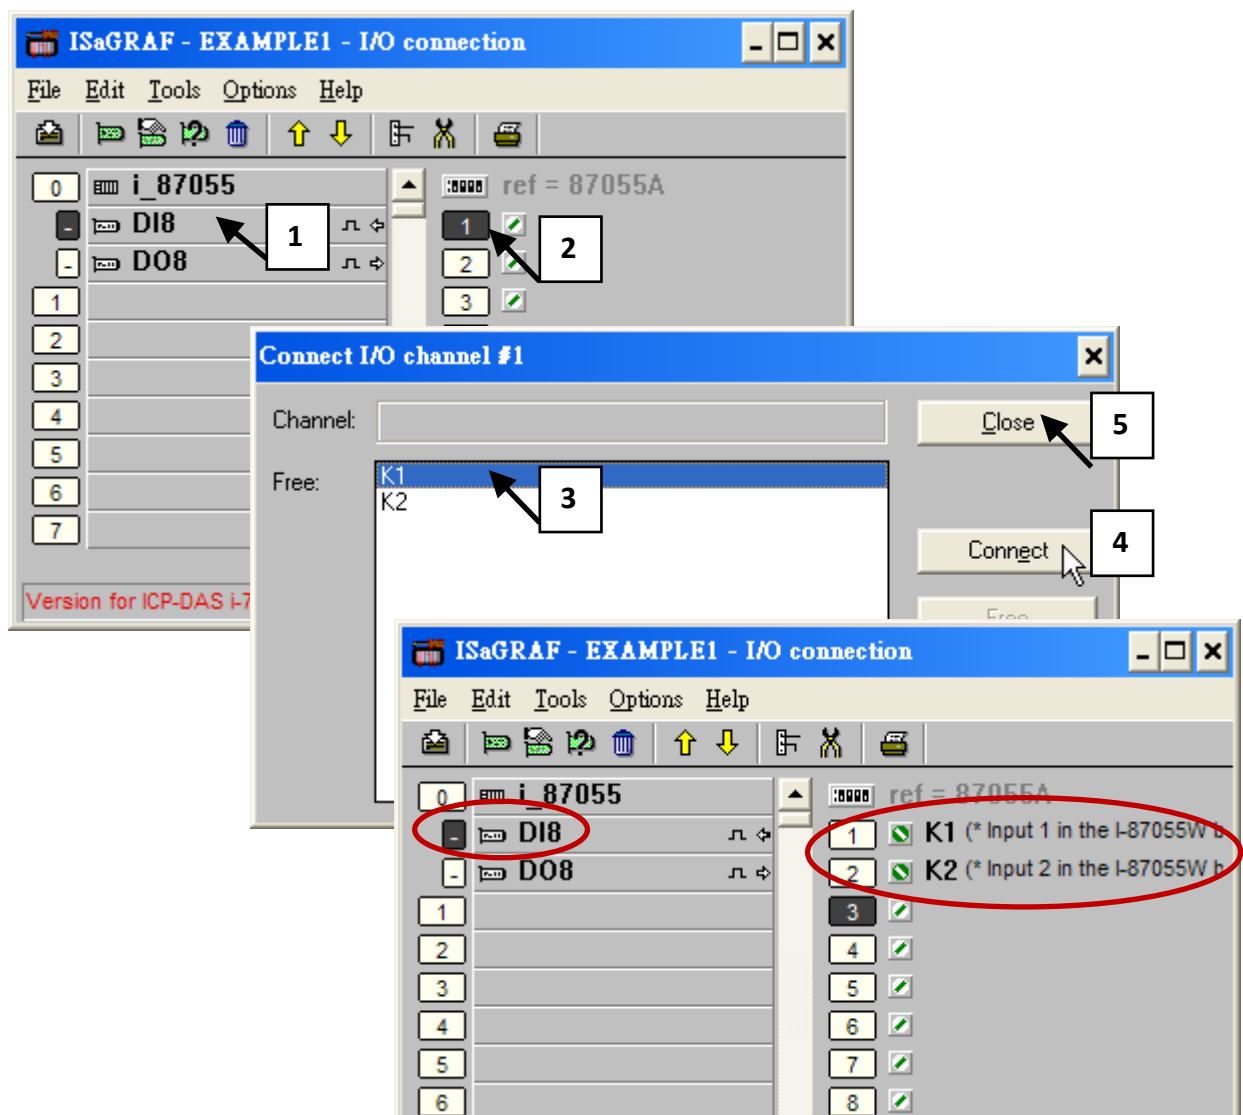 ISaGRAF - EXAMPLE1 - I/O connection
File Edit Tools Options Help
0 i_87055 ref = 87055A
- DI8 1 1 2
- DO8 2
1 3
2
3
4
5
6
7
Version for ICP-DAS i-7
Connect I/O channel #1
Channel: Close 5
Free: K1 3
K2
Connect 4
Free
ISaGRAF - EXAMPLE1 - I/O connection
File Edit Tools Options Help
0 i_87055 ref = 87055A
- DI8 1 K1 (* Input 1 in the I-87055W b
- DO8 2 K2 (* Input 2 in the I-87055W b
1 3
2 4
3 5
4 6
5 7
6 8